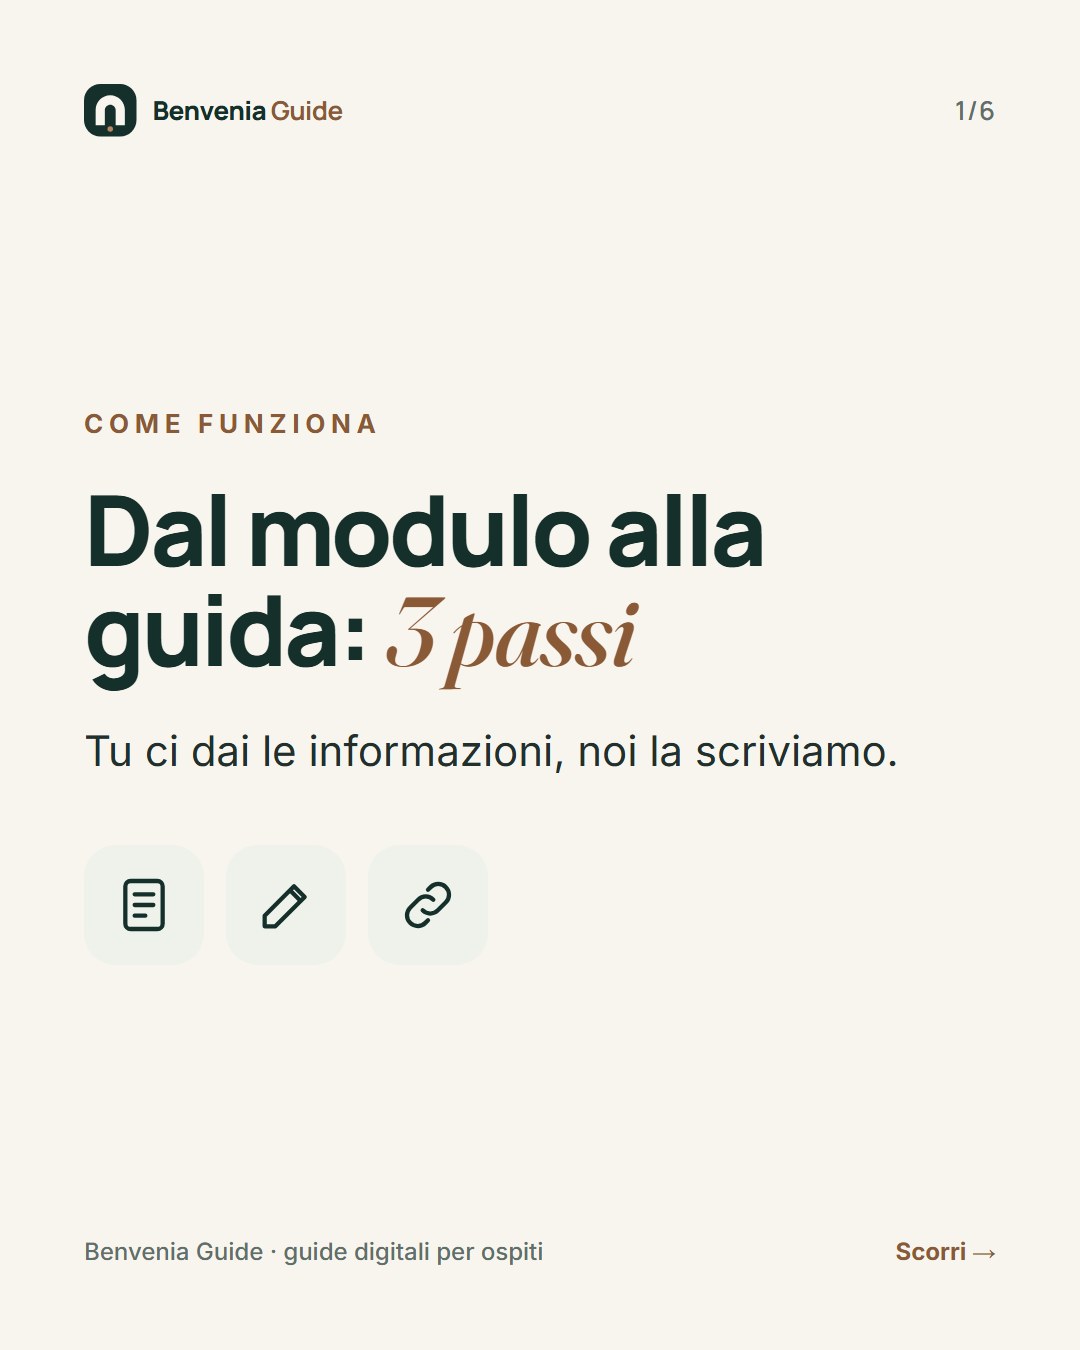 Benvenia Guide
1/6
COME FUNZIONA
Dal modulo alla
guida: 3 passi
Tu ci dai le informazioni, noi la scriviamo.
Benvenia Guide · guide digitali per ospiti
Scorri →